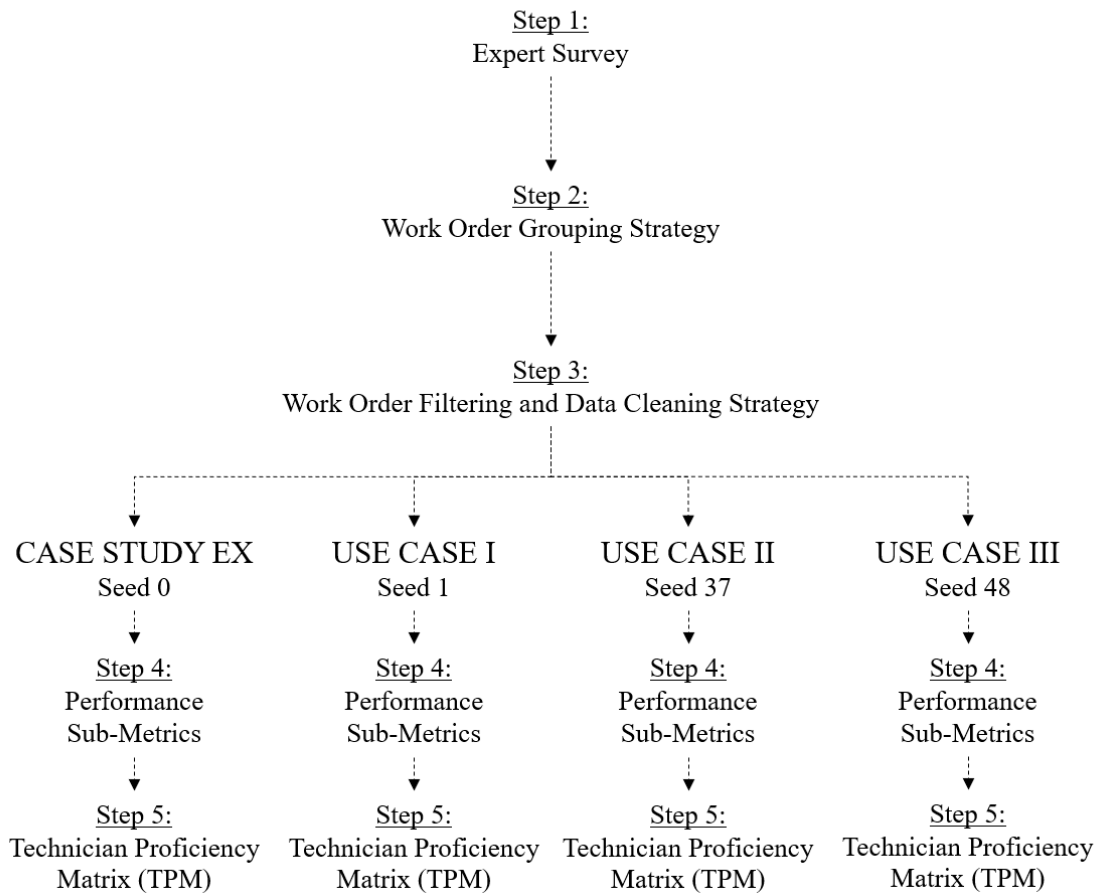 Step 1:
Expert Survey
Step 2:
Work Order Grouping Strategy
Step 3:
Work Order Filtering and Data Cleaning Strategy
CASE STUDY EX
Seed 0
Step 4:
Performance
Sub-Metrics
Step 5:
Technician Proficiency
Matrix (TPM)
USE CASE I
Seed 1
Step 4:
Performance
Sub-Metrics
Step 5:
Technician Proficiency
Matrix (TPM)
USE CASE II
Seed 37
Step 4:
Performance
Sub-Metrics
Step 5:
Technician Proficiency
Matrix (TPM)
USE CASE III
Seed 48
Step 4:
Performance
Sub-Metrics
Step 5:
Technician Proficiency
Matrix (TPM)